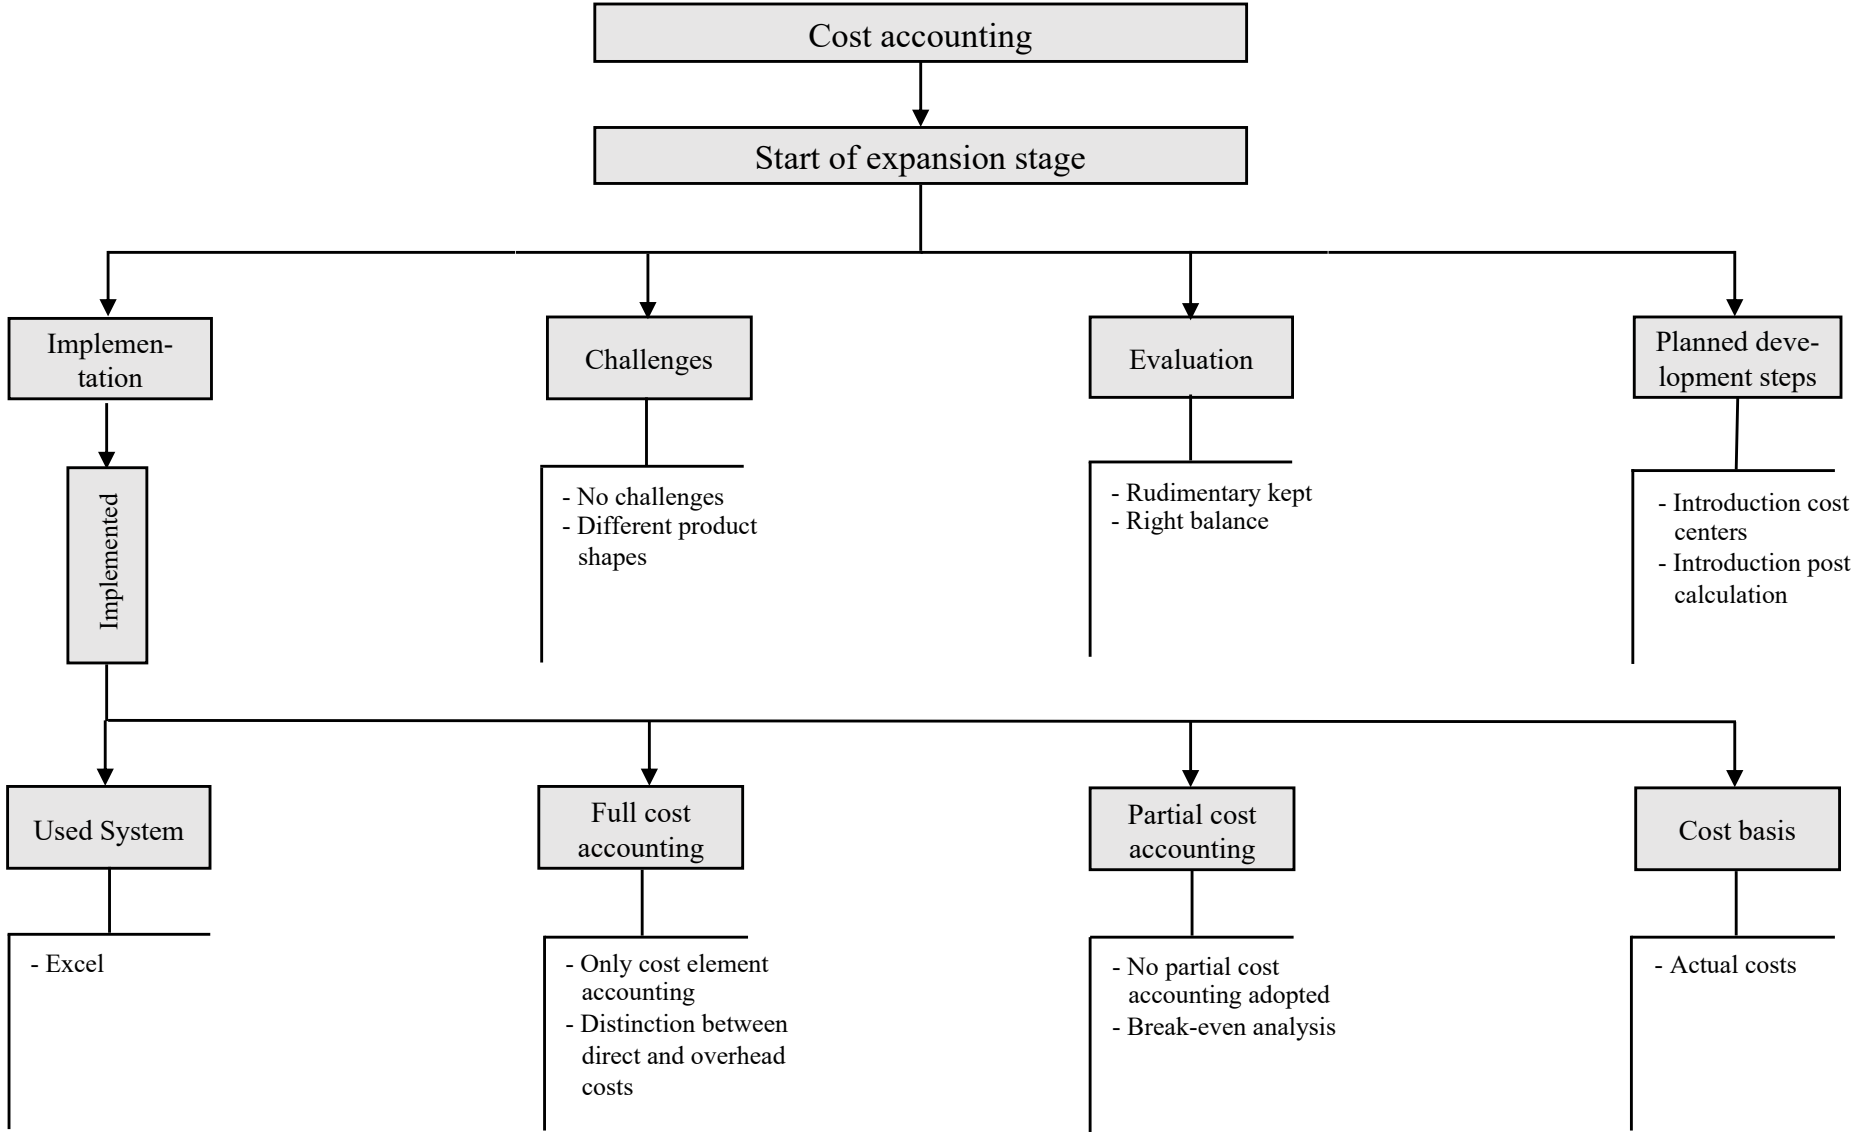 Cost accounting
Start of expansion stage
Implemen-
tation
Challenges
Evaluation
Planned deve-
lopment steps
Implemented
- No challenges
- Different product
shapes
- Rudimentary kept
- Right balance
- Introduction cost
centers
- Introduction post
calculation
Used System
Full cost
accounting
Partial cost
accounting
Cost basis
- Excel
- Only cost element
accounting
- Distinction between
direct and overhead
costs
- No partial cost
accounting adopted
- Break-even analysis
- Actual costs